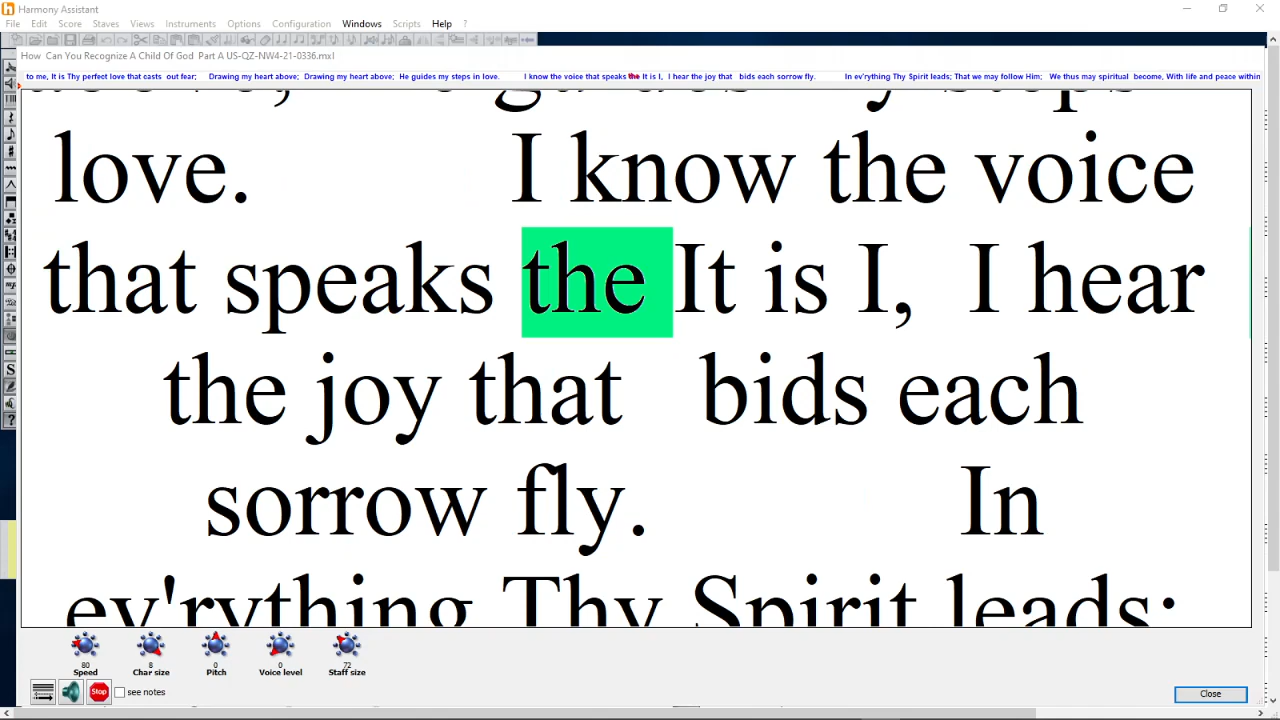 Harmony Assistant
File Edit Score Staves Views Instruments Options Configuration Windows Scripts Help ?
How Can You Recognize A Child Of God Part A US-QZ-NW4-21-0336.mxl
to me, It is Thy perfect love that casts out fear; Drawing my heart above; Drawing my heart above; He guides my steps in love. I know the voice that speaks the It is I, I hear the joy that bids each sorrow fly. In ev'rything Thy Spirit leads; That we may follow Him; We thus may spiritual become, With life and peace within
love. I know the voice
that speaks the It is I, I hear
the joy that bids each
sorrow fly. In
ev'rything Thy Spirit leads;
80 8 0 0 72
Speed Char size Pitch Voice level Staff size
Stop see notes Close